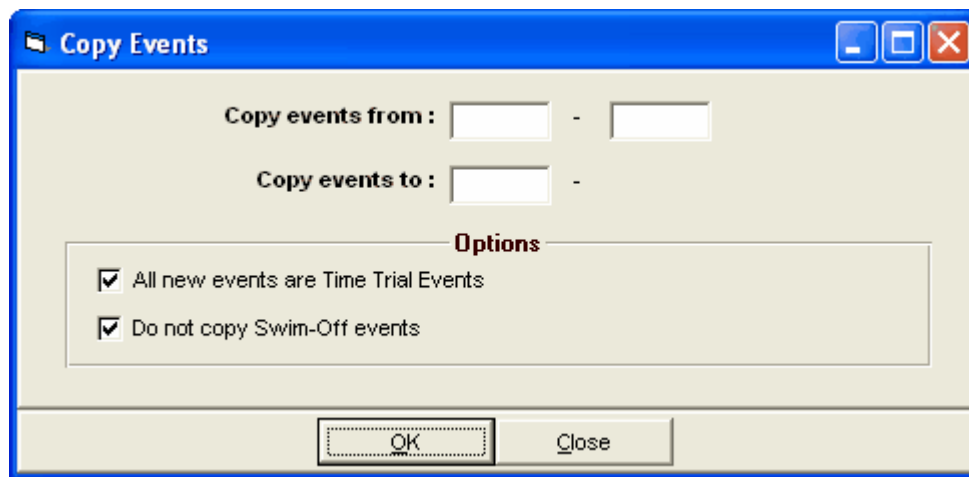 Copy Events
Copy events from : -
Copy events to : -
Options
All new events are Time Trial Events
Do not copy Swim-Off events
OK Close